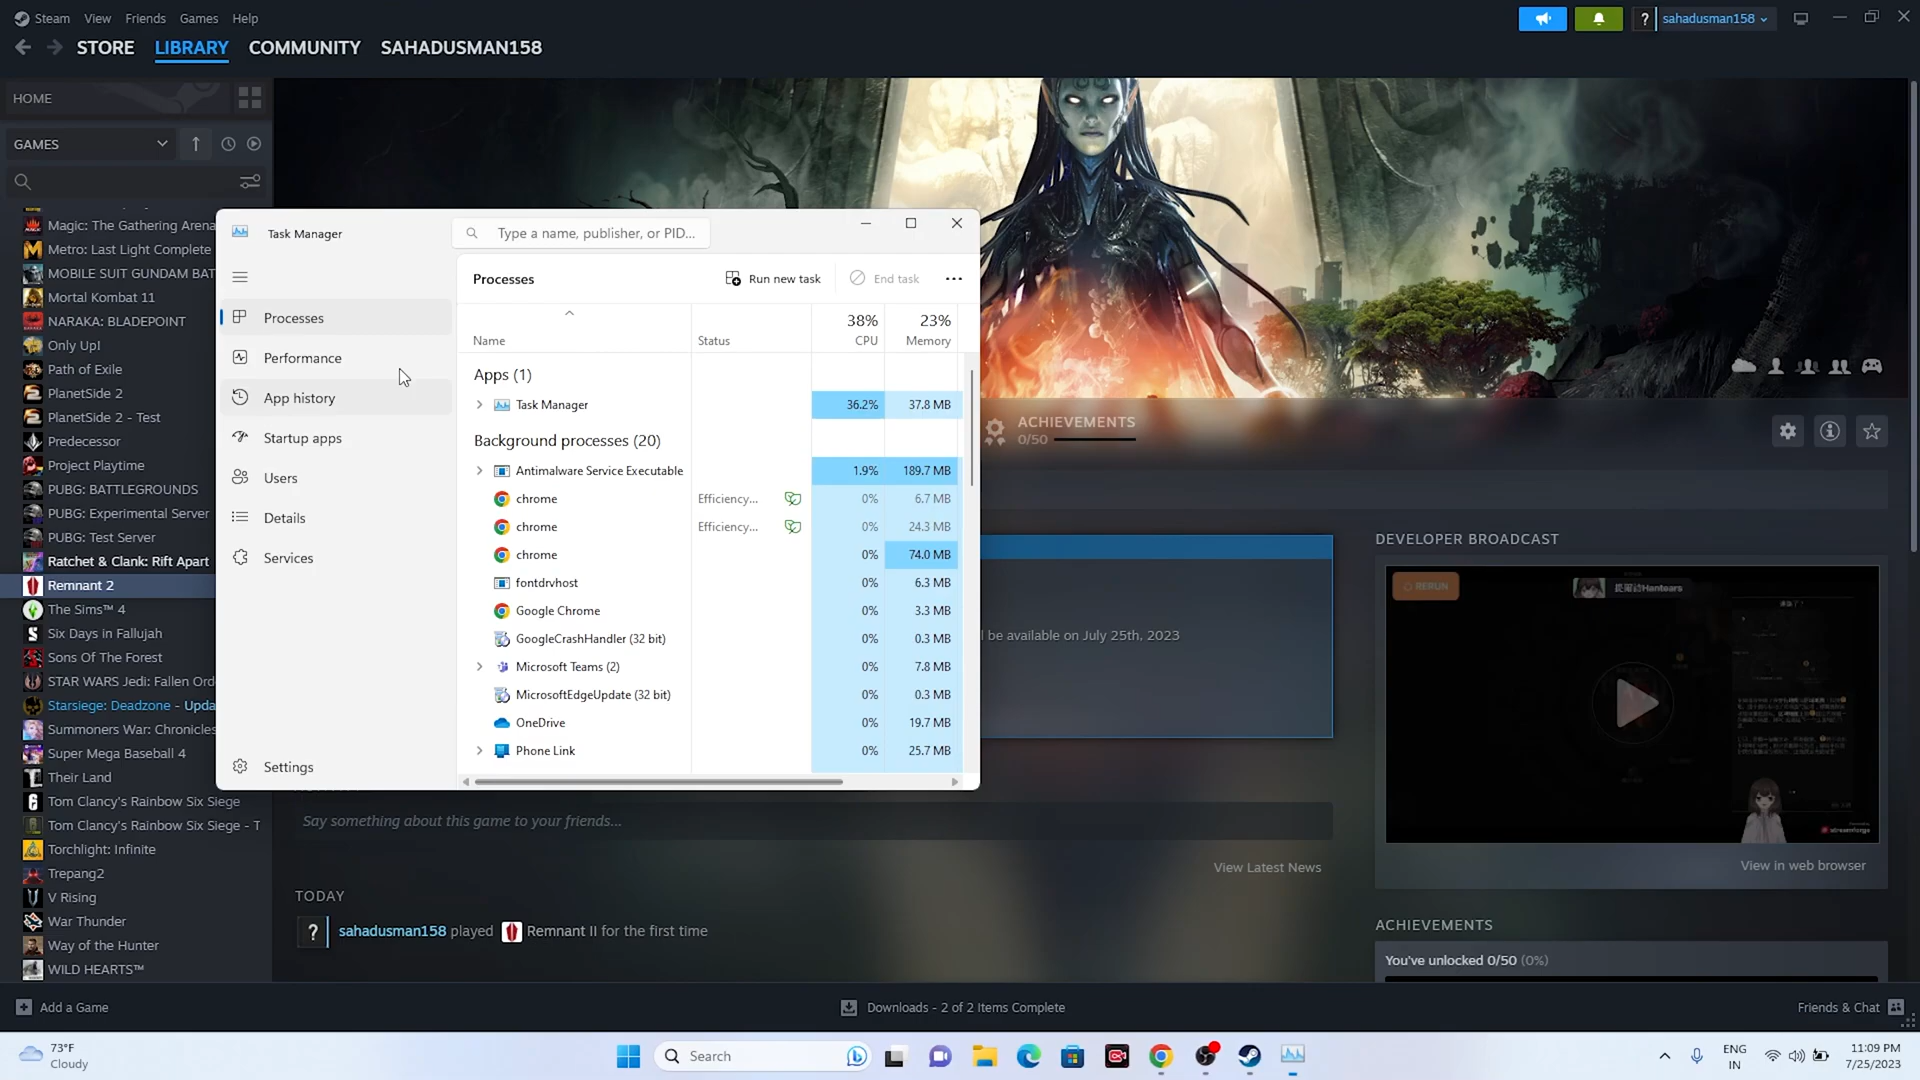 Steam View Friends Games Help
? sahadusman158
STORE LIBRARY COMMUNITY SAHADUSMAN158
HOME
GAMES
Magic: The Gathering Arena
Metro: Last Light Complete
MOBILE SUIT GUNDAM BAT
Mortal Kombat 11
NARAKA: BLADEPOINT
Only Up!
Path of Exile
PlanetSide 2
PlanetSide 2 - Test
Predecessor
Project Playtime
PUBG: BATTLEGROUNDS
PUBG: Experimental Server
PUBG: Test Server
Ratchet & Clank: Rift Apart
Remnant 2
The Sims™ 4
Six Days in Fallujah
Sons Of The Forest
STAR WARS Jedi: Fallen Ord
Starsiege: Deadzone - Upda
Summoners War: Chronicles
Super Mega Baseball 4
Their Land
Tom Clancy's Rainbow Six Siege
Tom Clancy's Rainbow Six Siege - T
Torchlight: Infinite
Trepang2
V Rising
War Thunder
Way of the Hunter
WILD HEARTS™
Task Manager
Type a name, publisher, or PID...
Processes
Performance
App history
Startup apps
Users
Details
Services
Settings
Processes Run new task End task
38% 23%
Name Status CPU Memory
Apps (1)
Task Manager 36.2% 37.8 MB
Background processes (20)
Antimalware Service Executable 1.9% 189.7 MB
chrome Efficiency... 0% 6.7 MB
chrome Efficiency... 0% 24.3 MB
chrome 0% 74.0 MB
fontdrvhost 0% 6.3 MB
Google Chrome 0% 3.3 MB
GoogleCrashHandler (32 bit) 0% 0.3 MB
Microsoft Teams (2) 0% 7.8 MB
MicrosoftEdgeUpdate (32 bit) 0% 0.3 MB
OneDrive 0% 19.7 MB
Phone Link 0% 25.7 MB
ACHIEVEMENTS
0/50
l be available on July 25th, 2023
DEVELOPER BROADCAST
RERUN
View in web browser
Say something about this game to your friends...
View Latest News
TODAY
? sahadusman158 played Remnant II for the first time
ACHIEVEMENTS
You've unlocked 0/50 (0%)
Add a Game
Downloads - 2 of 2 Items Complete
Friends & Chat
73°F
Cloudy
Search
ENG
IN
11:09 PM
7/25/2023